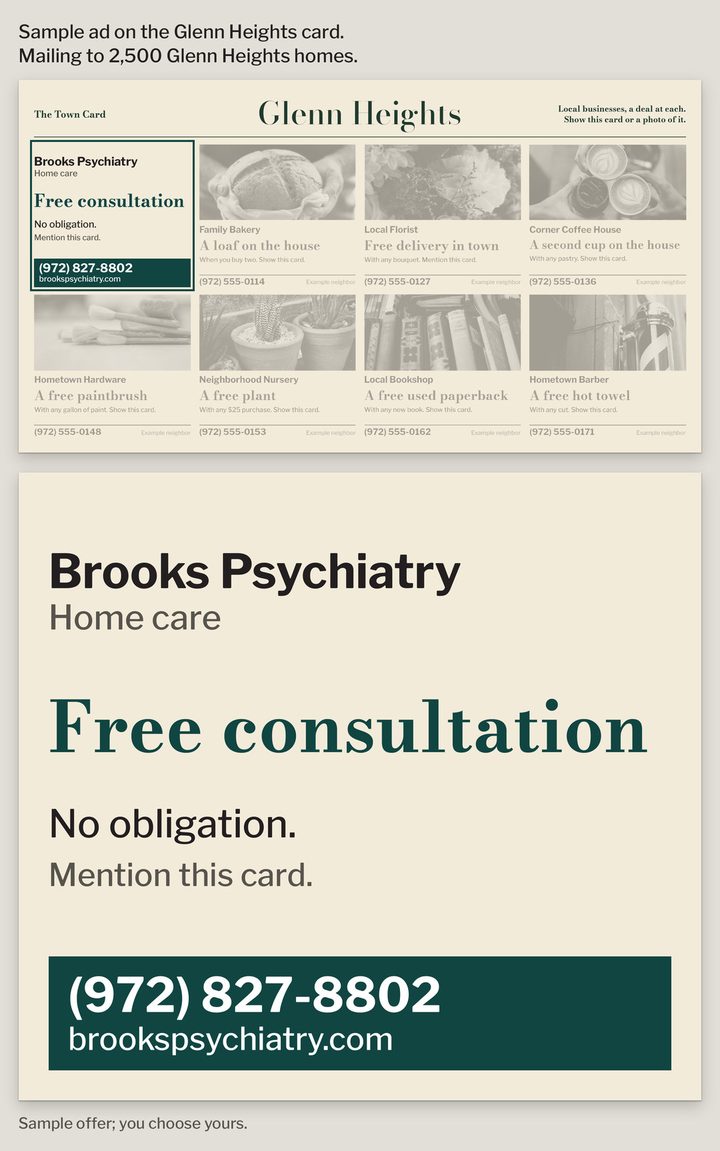 Sample ad on the Glenn Heights card.
Mailing to 2,500 Glenn Heights homes.
The Town Card
Glenn Heights
Local businesses, a deal at each.
Show this card or a photo of it.
Brooks Psychiatry
Home care
Free consultation
No obligation.
Mention this card.
(972) 827-8802
brookspsychiatry.com
Family Bakery
A loaf on the house
When you buy two. Show this card.
(972) 555-0114 Example neighbor
Local Florist
Free delivery in town
With any bouquet. Mention this card.
(972) 555-0127 Example neighbor
Corner Coffee House
A second cup on the house
With any pastry. Show this card.
(972) 555-0136 Example neighbor
Hometown Hardware
A free paintbrush
With any gallon of paint. Show this card.
(972) 555-0148 Example neighbor
Neighborhood Nursery
A free plant
With any $25 purchase. Show this card.
(972) 555-0153 Example neighbor
Local Bookshop
A free used paperback
With any new book. Show this card.
(972) 555-0162 Example neighbor
Hometown Barber
A free hot towel
With any cut. Show this card.
(972) 555-0171 Example neighbor
Brooks Psychiatry
Home care
Free consultation
No obligation.
Mention this card.
(972) 827-8802
brookspsychiatry.com
Sample offer; you choose yours.